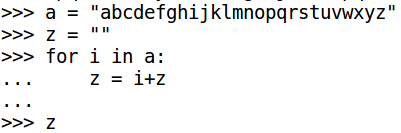 >>> a = "abcdefghijklmnopqrstuvwxyz"
>>> z = ""
>>> for i in a:
...     z = i+z
...
>>> z